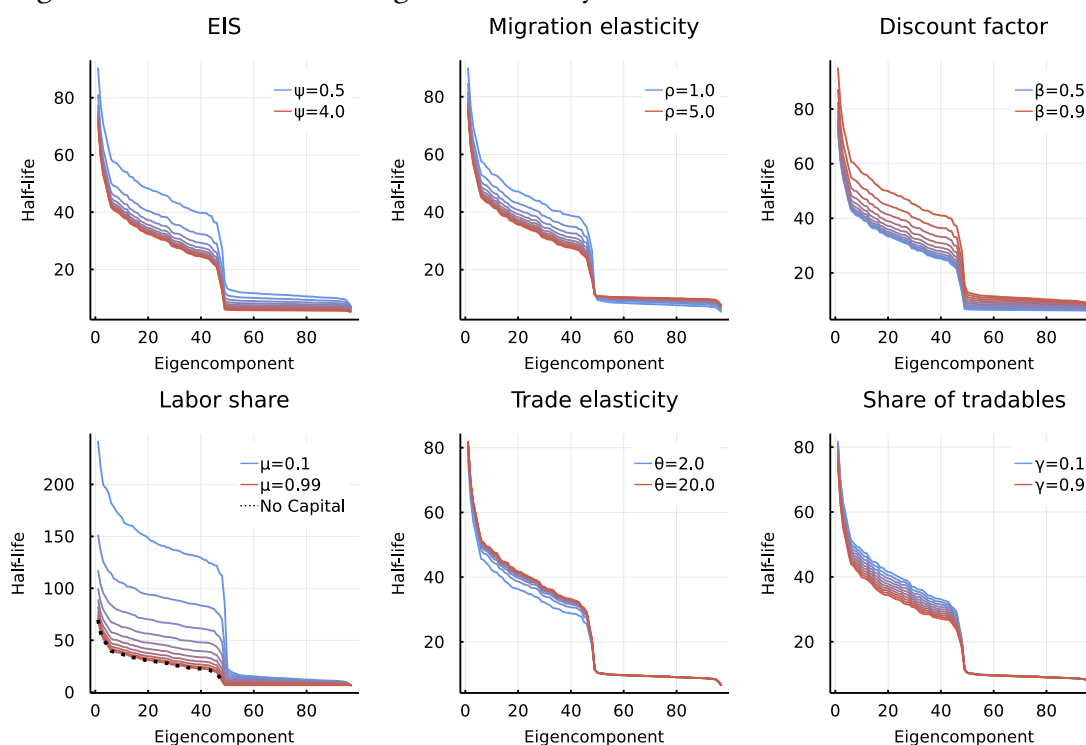 EIS
Migration elasticity
Discount factor
80
60
40
20
Half-life
ψ=0.5
ψ=4.0
0 20 40 60 80
Eigencomponent
80
60
40
20
Half-life
ρ=1.0
ρ=5.0
0 20 40 60 80
Eigencomponent
80
60
40
20
Half-life
β=0.5
β=0.9
0 20 40 60 80
Eigencomponent
Labor share
Trade elasticity
Share of tradables
200
150
100
50
0
Half-life
μ=0.1
μ=0.99
No Capital
0 20 40 60 80
Eigencomponent
80
60
40
20
Half-life
θ=2.0
θ=20.0
0 20 40 60 80
Eigencomponent
80
60
40
20
Half-life
γ=0.1
γ=0.9
0 20 40 60 80
Eigencomponent